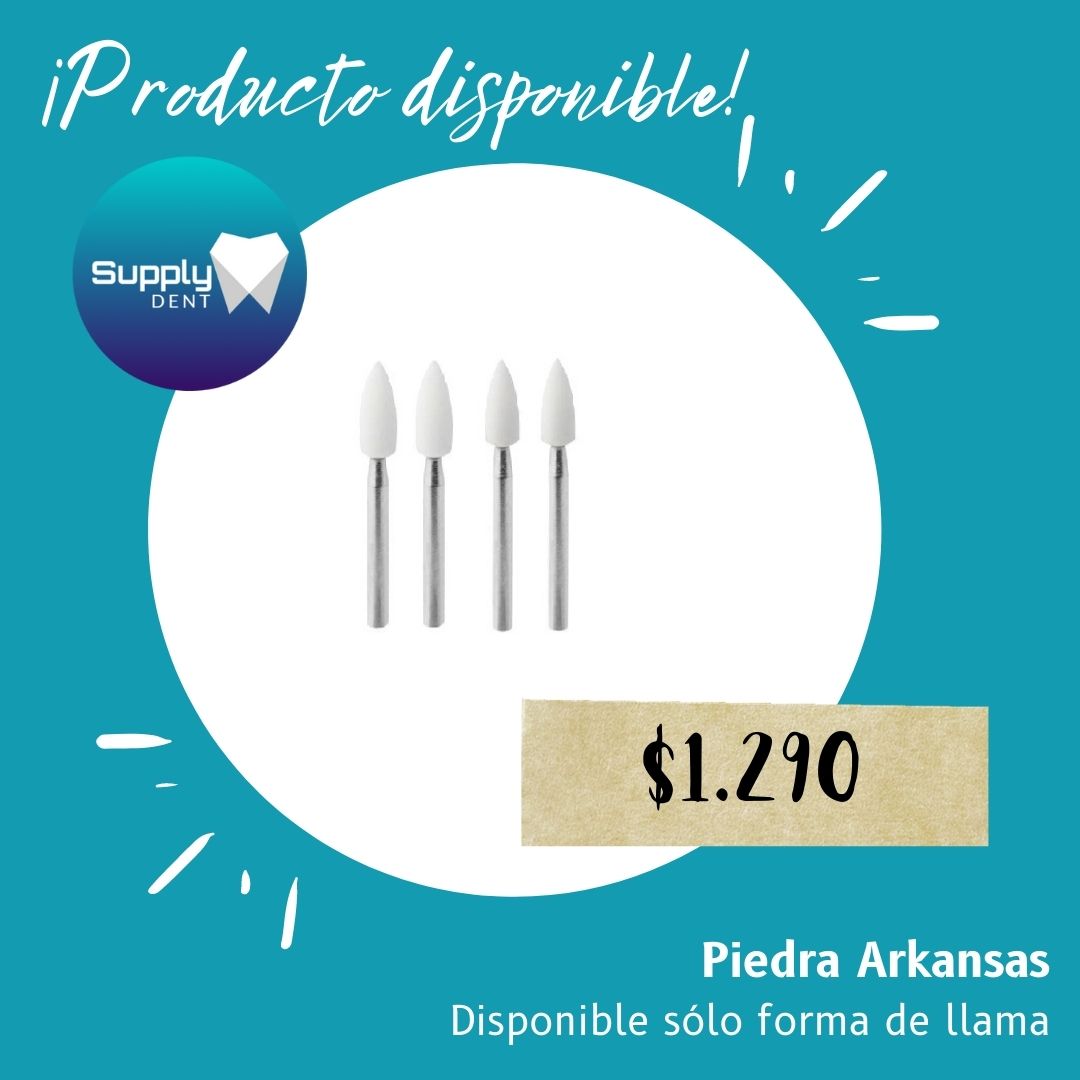 ¡Producto disponible!
Supply
DENT
$1.290
Piedra Arkansas
Disponible sólo forma de llama